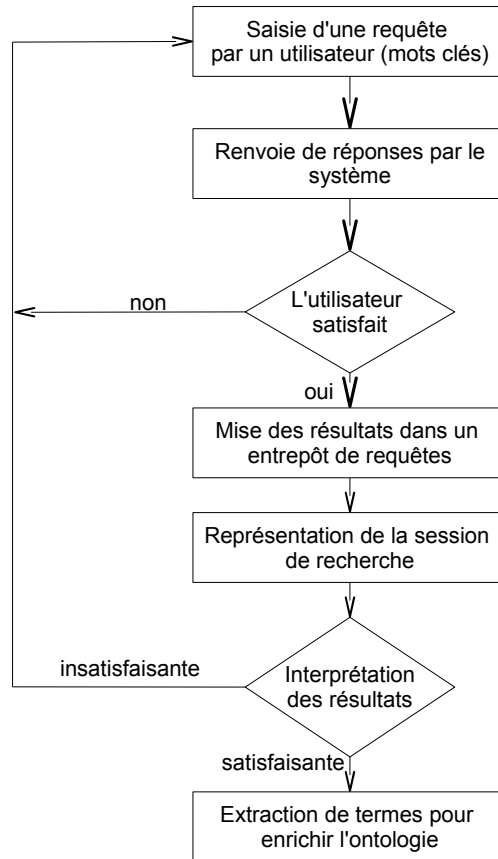 Saisie d'une requête
par un utilisateur (mots clés)
Renvoie de réponses par le
système
L'utilisateur
satisfait
non
oui
Mise des résultats dans un
entrepôt de requêtes
Représentation de la session
de recherche
Interprétation
des résultats
insatisfaisante
satisfaisante
Extraction de termes pour
enrichir l'ontologie